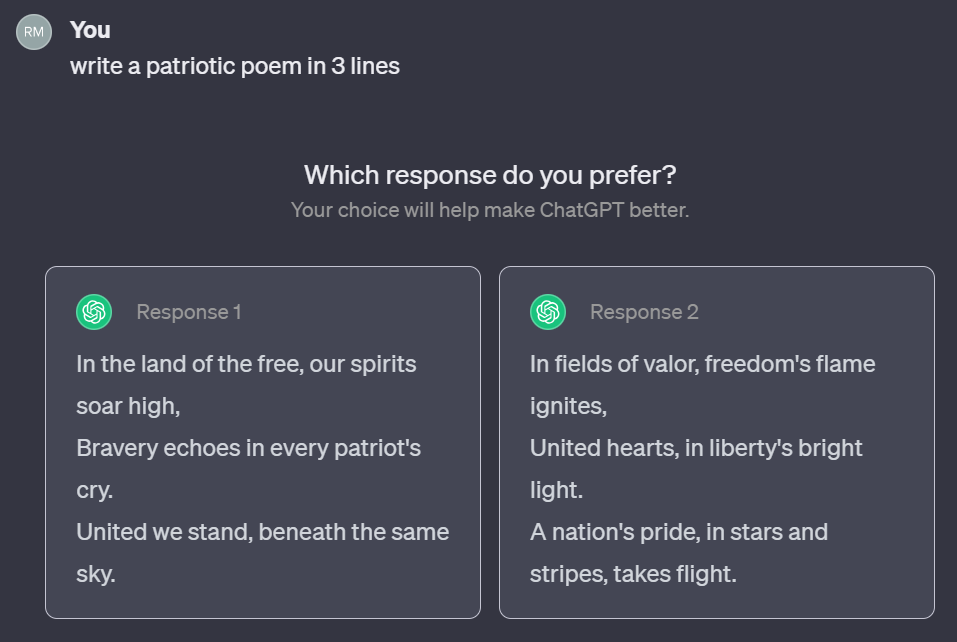 RM
You
write a patriotic poem in 3 lines
Which response do you prefer?
Your choice will help make ChatGPT better.
Response 1
In the land of the free, our spirits
soar high,
Bravery echoes in every patriot's
cry.
United we stand, beneath the same
sky.
Response 2
In fields of valor, freedom's flame
ignites,
United hearts, in liberty's bright
light.
A nation's pride, in stars and
stripes, takes flight.